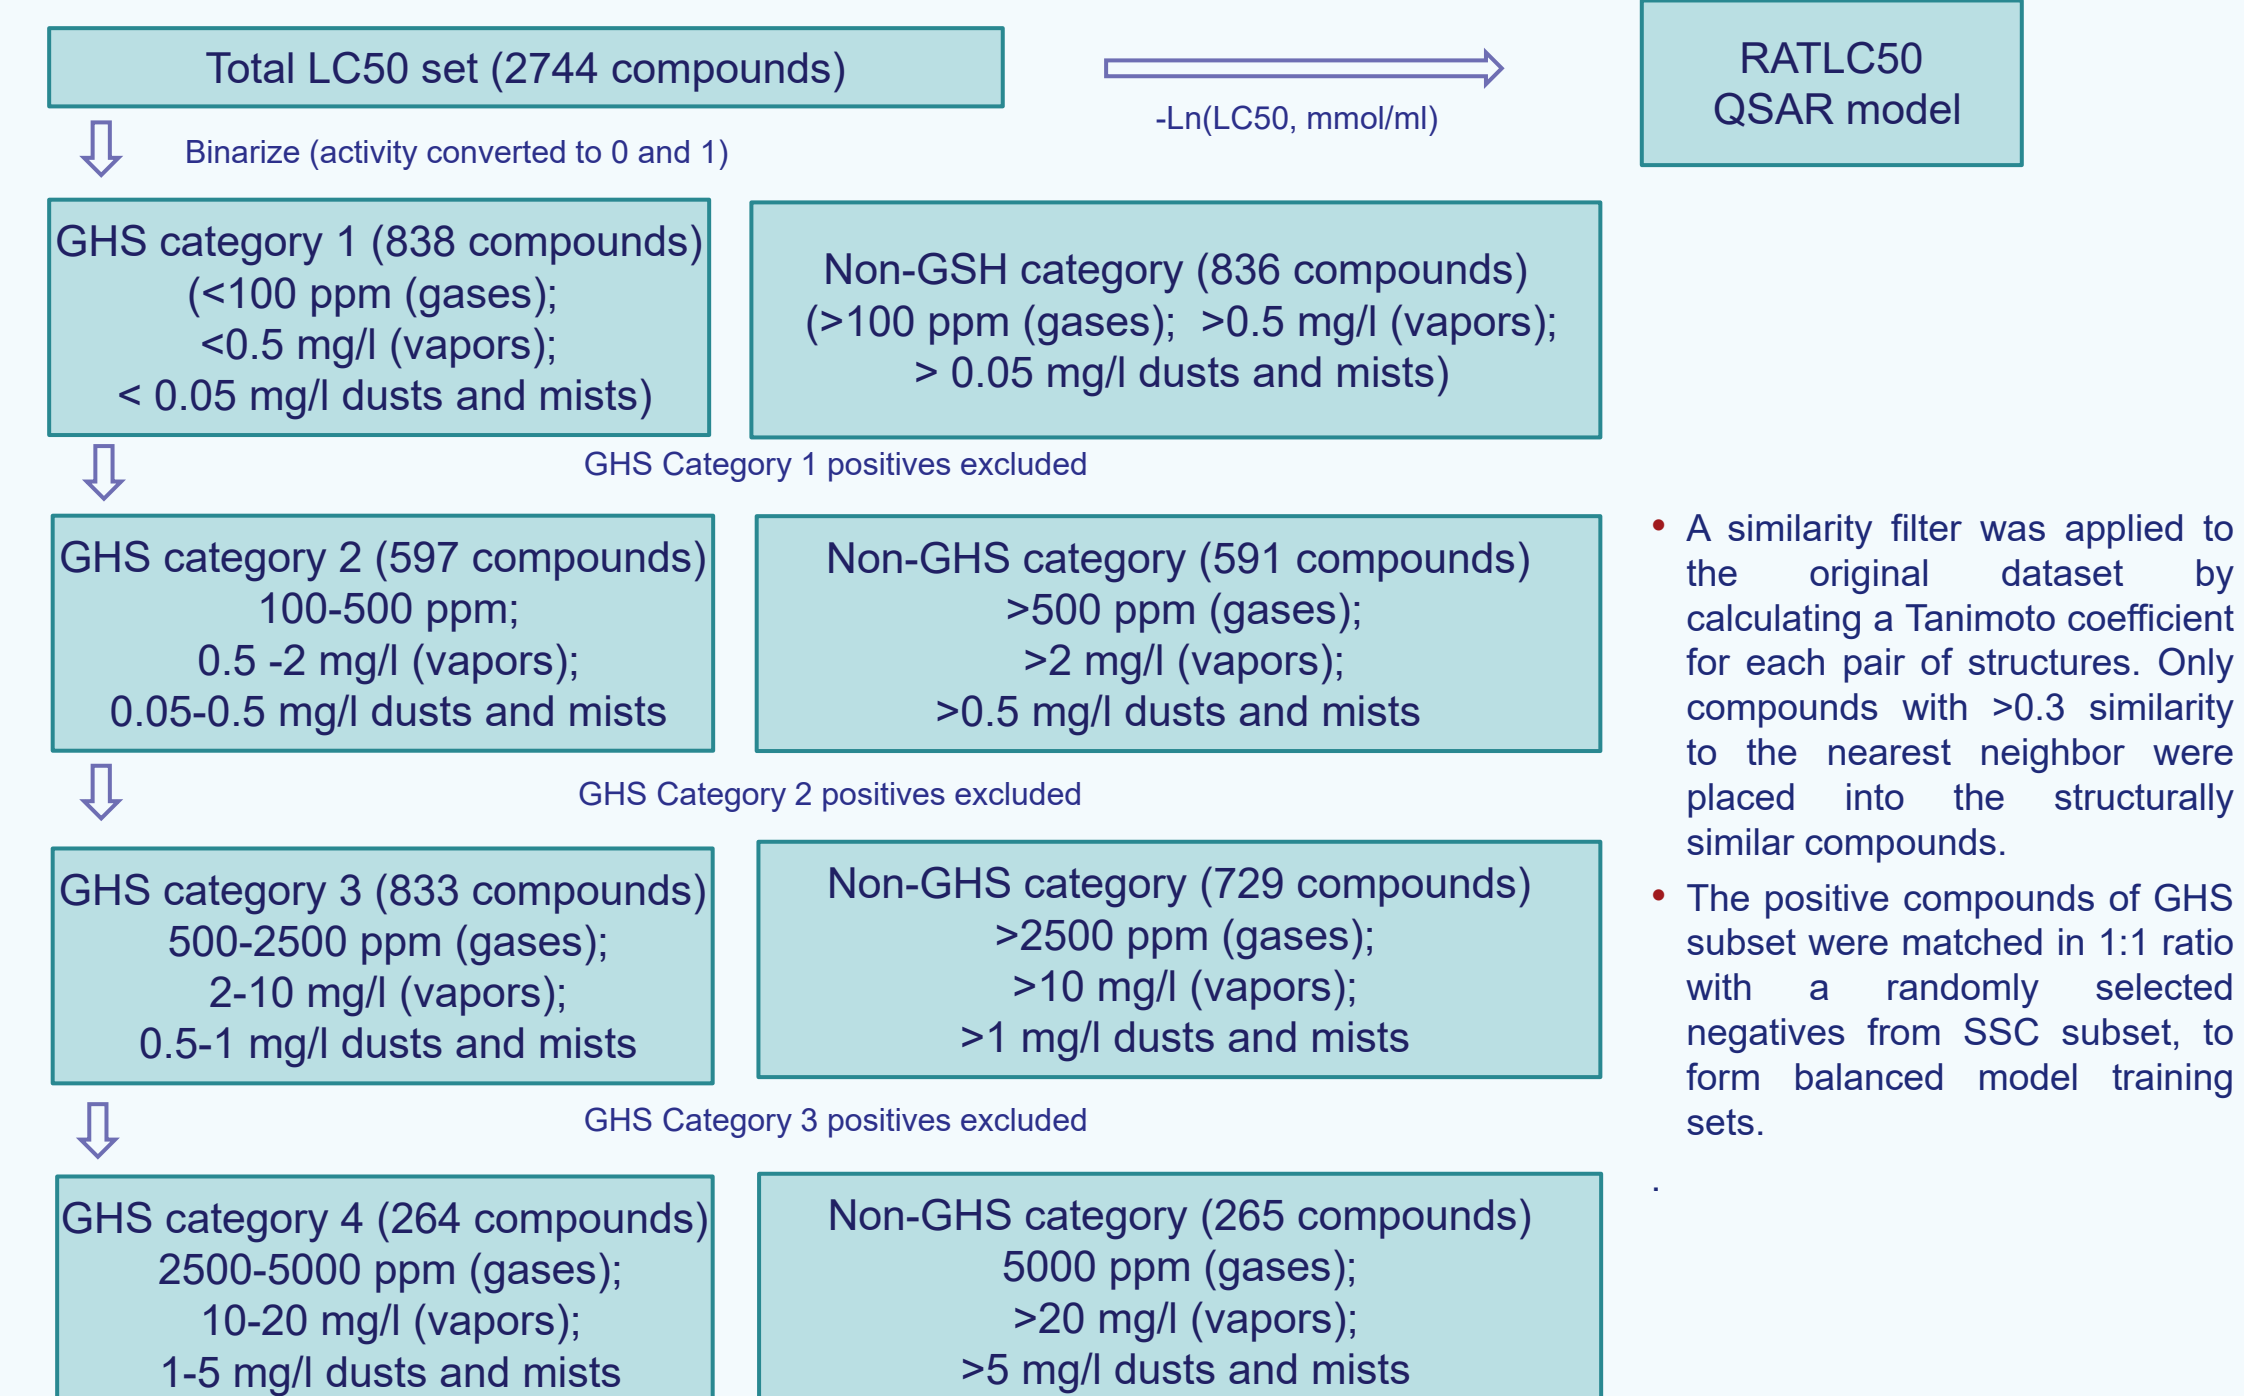 Total LC50 set (2744 compounds)
-Ln(LC50, mmol/ml)
RATLC50
QSAR model
Binarize (activity converted to 0 and 1)
GHS category 1 (838 compounds)
(<100 ppm (gases);
<0.5 mg/l (vapors);
< 0.05 mg/l dusts and mists)
Non-GSH category (836 compounds)
(>100 ppm (gases); >0.5 mg/l (vapors);
> 0.05 mg/l dusts and mists)
GHS Category 1 positives excluded
GHS category 2 (597 compounds)
100-500 ppm;
0.5 -2 mg/l (vapors);
0.05-0.5 mg/l dusts and mists
Non-GHS category (591 compounds)
>500 ppm (gases);
>2 mg/l (vapors);
>0.5 mg/l dusts and mists
GHS Category 2 positives excluded
GHS category 3 (833 compounds)
500-2500 ppm (gases);
2-10 mg/l (vapors);
0.5-1 mg/l dusts and mists
Non-GHS category (729 compounds)
>2500 ppm (gases);
>10 mg/l (vapors);
>1 mg/l dusts and mists
GHS Category 3 positives excluded
GHS category 4 (264 compounds)
2500-5000 ppm (gases);
10-20 mg/l (vapors);
1-5 mg/l dusts and mists
Non-GHS category (265 compounds)
5000 ppm (gases);
>20 mg/l (vapors);
>5 mg/l dusts and mists
• A similarity filter was applied to
the original dataset by
calculating a Tanimoto coefficient
for each pair of structures. Only
compounds with >0.3 similarity
to the nearest neighbor were
placed into the structurally
similar compounds.
• The positive compounds of GHS
subset were matched in 1:1 ratio
with a randomly selected
negatives from SSC subset, to
form balanced model training
sets.
.